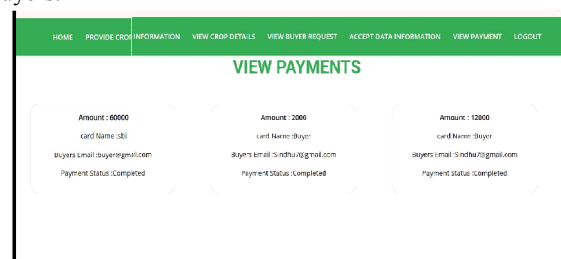 uyers.
HOME PROVIDE CROP INFORMATION VIEW CROP DETAILS VIEW BUYER REQUEST ACCEPT DATA INFORMATION VIEW PAYMENT LOGOUT
VIEW PAYMENTS
Amount : 60000
card Name :sbi
Buyers Email :buyer@gmail.com
Payment Status :Completed
Amount : 2000
card Name :Buyer
Buyers Email :Sindhu7@gmail.com
Payment Status :Completed
Amount : 12000
card Name :Buyer
Buyers Email :Sindhu7@gmail.com
Payment Status :Completed